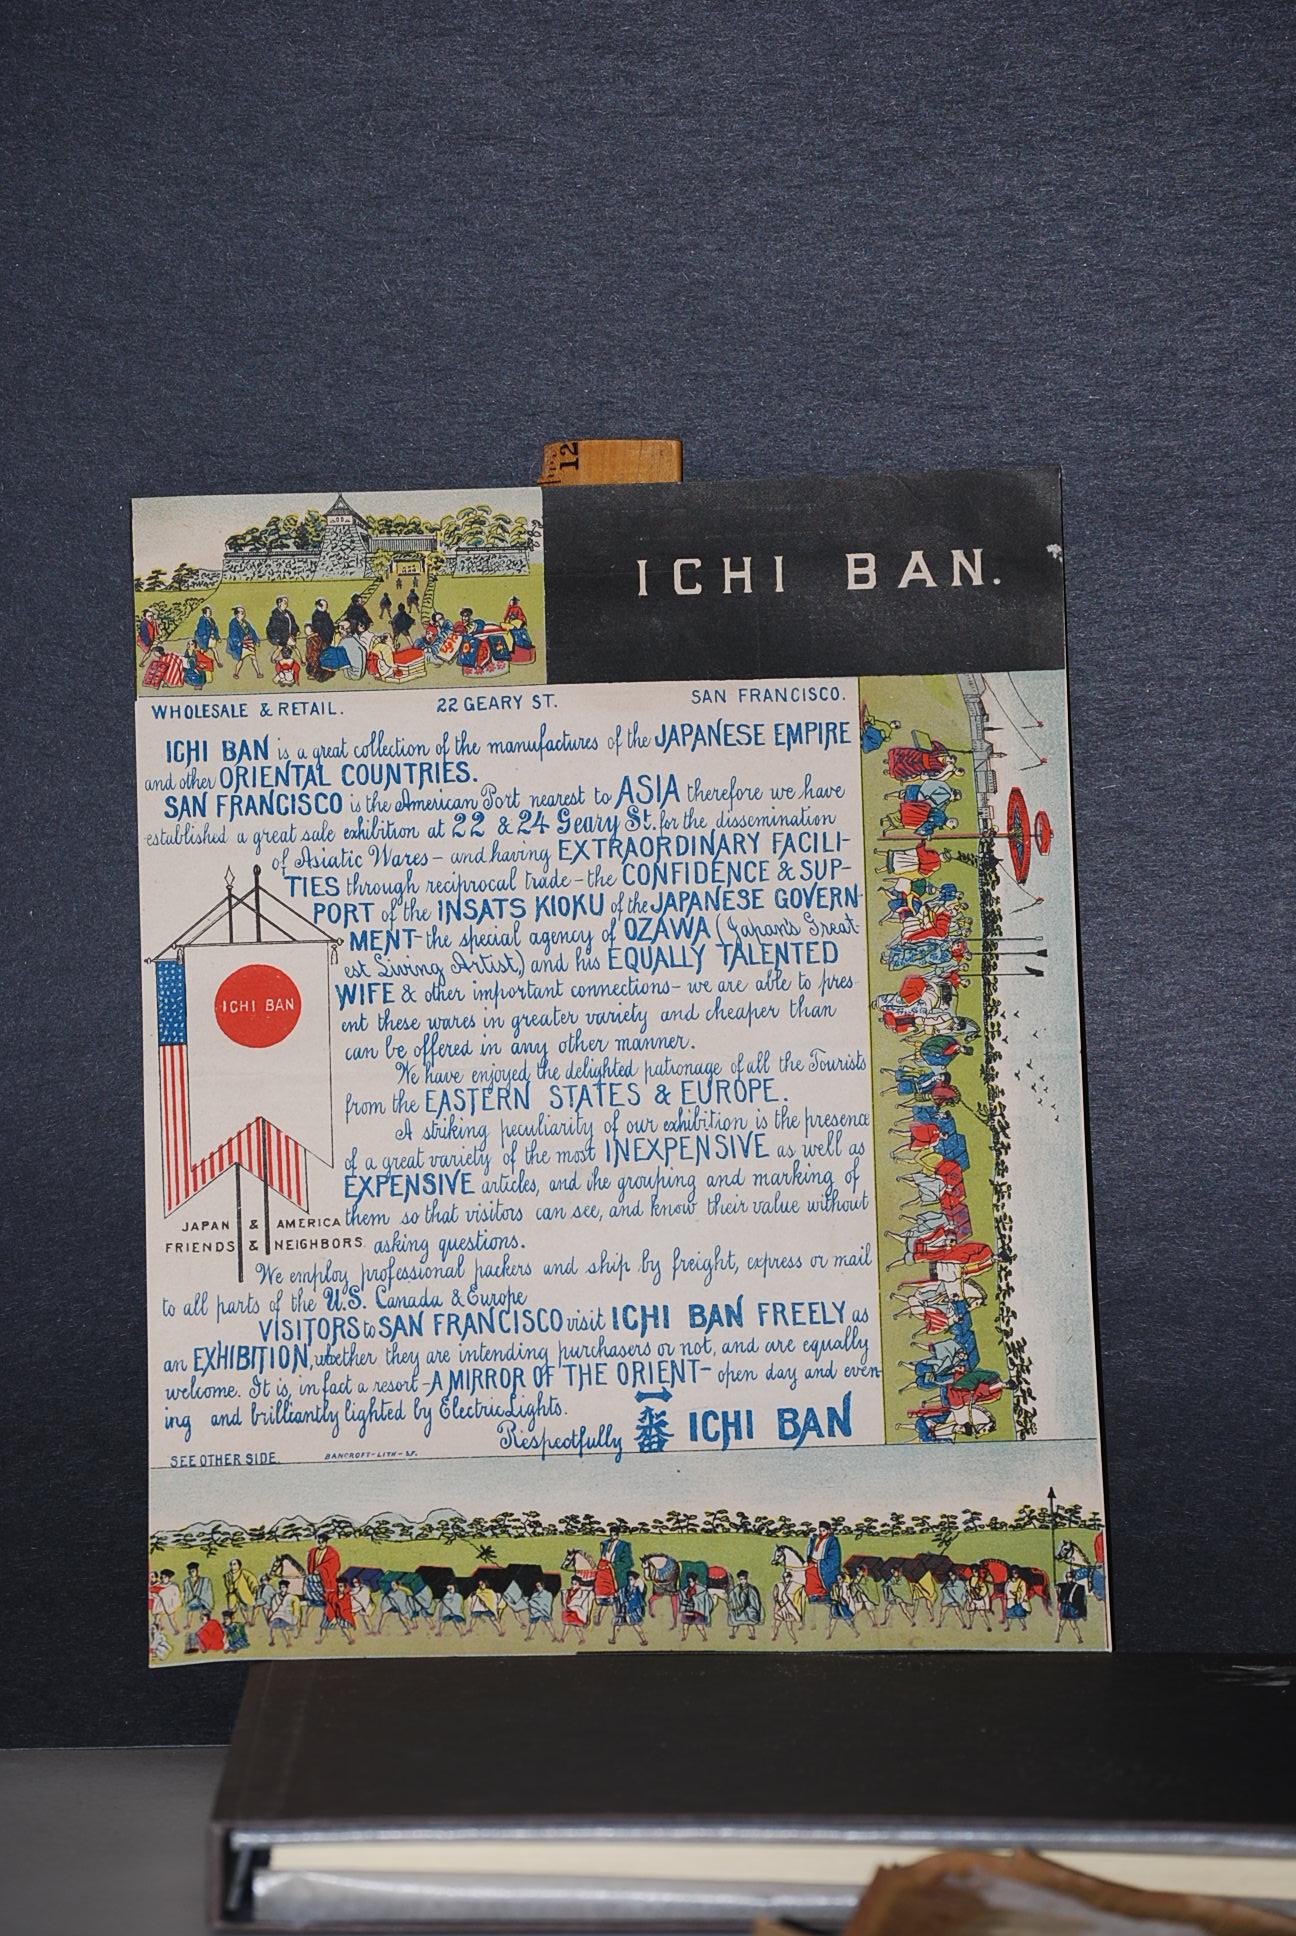 12
ICHI BAN.
WHOLESALE & RETAIL. 22 GEARY ST. SAN FRANCISCO.
ICHI BAN is a great collection of the manufactures of the JAPANESE EMPIRE
and other ORIENTAL COUNTRIES.
SAN FRANCISCO is the American Port nearest to ASIA therefore we have
established a great sale exhibition at 22 & 24 Geary St. for the dissemination
of Asiatic Wares - and having EXTRAORDINARY FACILI-
TIES through reciprocal trade - the CONFIDENCE & SUP-
PORT of the INSATS KIOKU of the JAPANESE GOVERN-
MENT - the special agency of OZAWA (Japan's Great-
est Living Artist,) and his EQUALLY TALENTED
WIFE & other important connections - we are able to pres-
ent these wares in greater variety and cheaper than
can be offered in any other manner.
We have enjoyed the delighted patronage of all the Tourists
from the EASTERN STATES & EUROPE.
A striking peculiarity of our exhibition is the presence
of a great variety of the most INEXPENSIVE as well as
EXPENSIVE articles, and the grouping and marking of
them so that visitors can see, and know their value without
asking questions.
ICHI BAN
JAPAN & AMERICA
FRIENDS & NEIGHBORS.
We employ professional packers and ship by freight, express or mail
to all parts of the U.S. Canada & Europe
VISITORS to SAN FRANCISCO visit ICHI BAN FREELY as
an EXHIBITION, whether they are intending purchasers or not, and are equally
welcome. It is, in fact a resort - A MIRROR OF THE ORIENT - open day and even-
ing and brilliantly lighted by Electric Lights.
Respectfully 一番 ICHI BAN
SEE OTHER SIDE. BANCROFT-LITH-S.F.